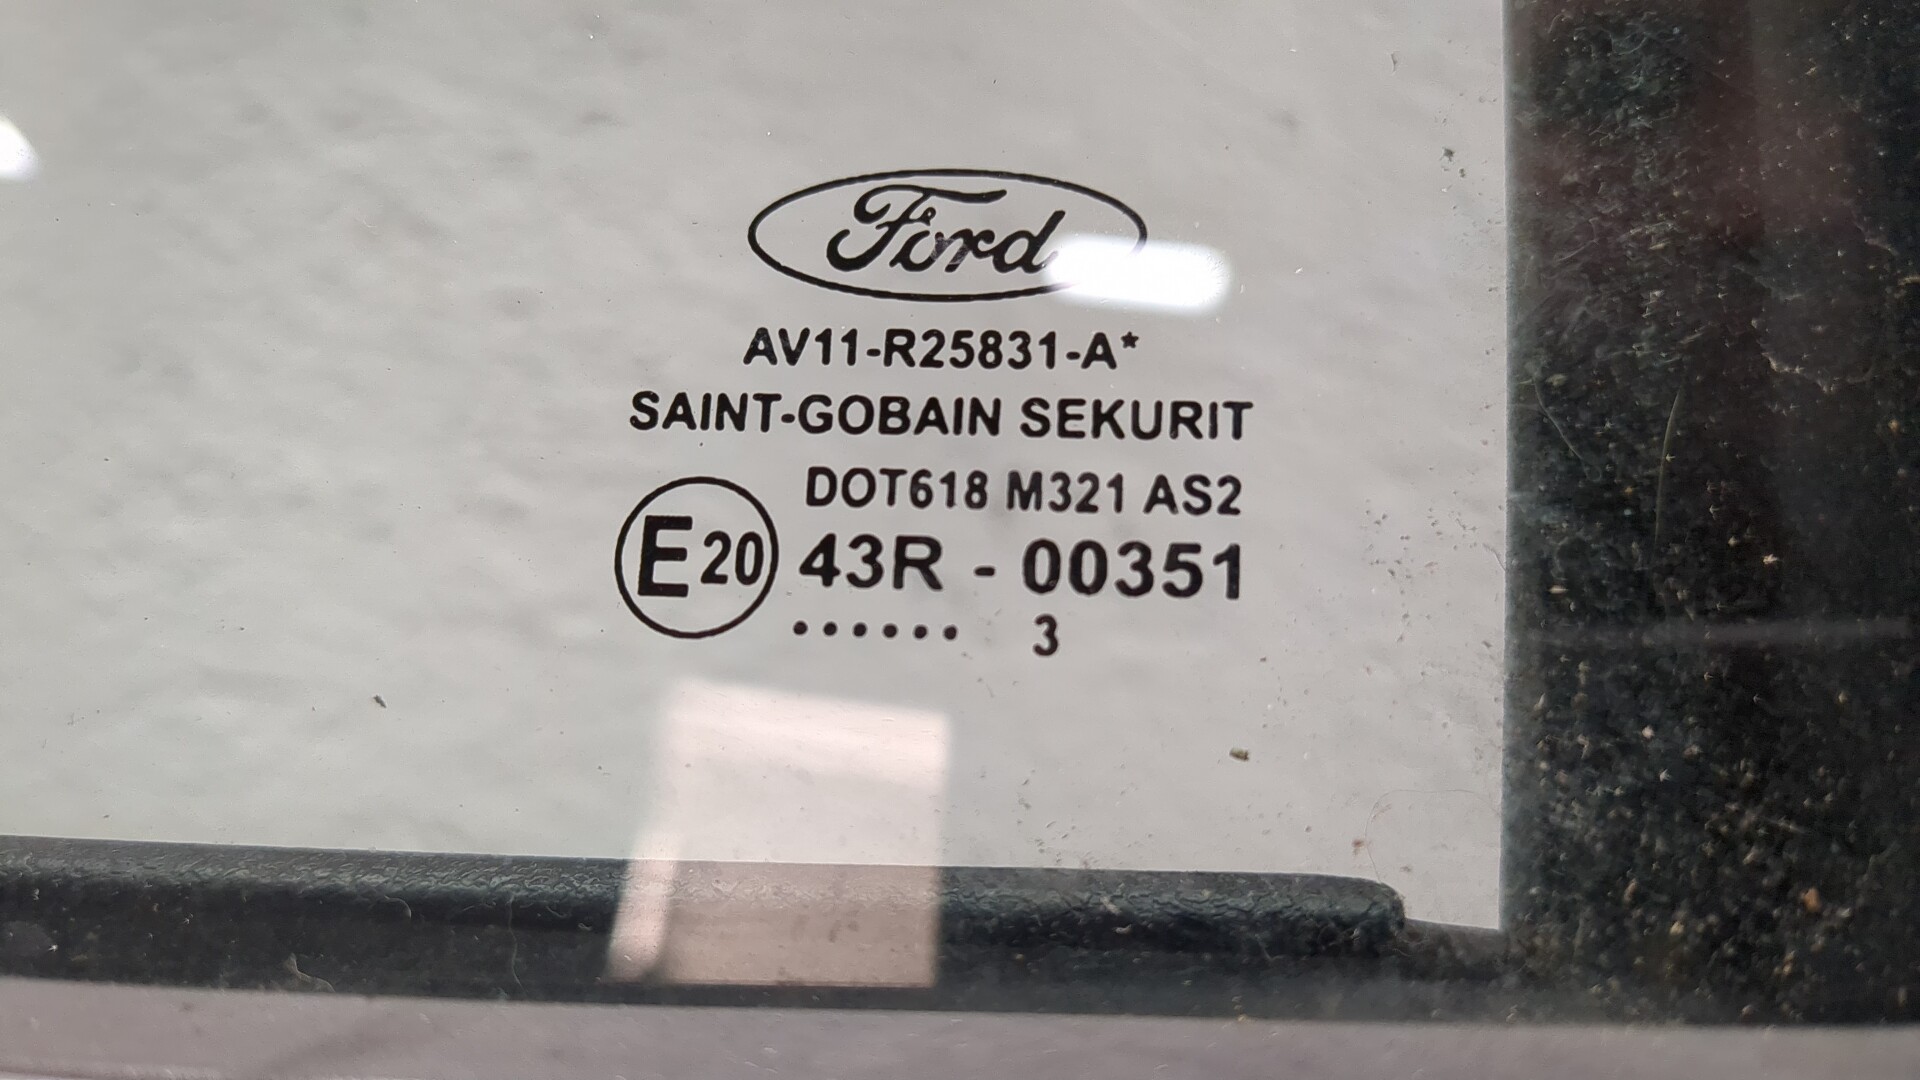 Ford
AV11-R25831-A*
SAINT-GOBAIN SEKURIT
DOT618 M321 AS2
E20 43R - 00351
...... 3